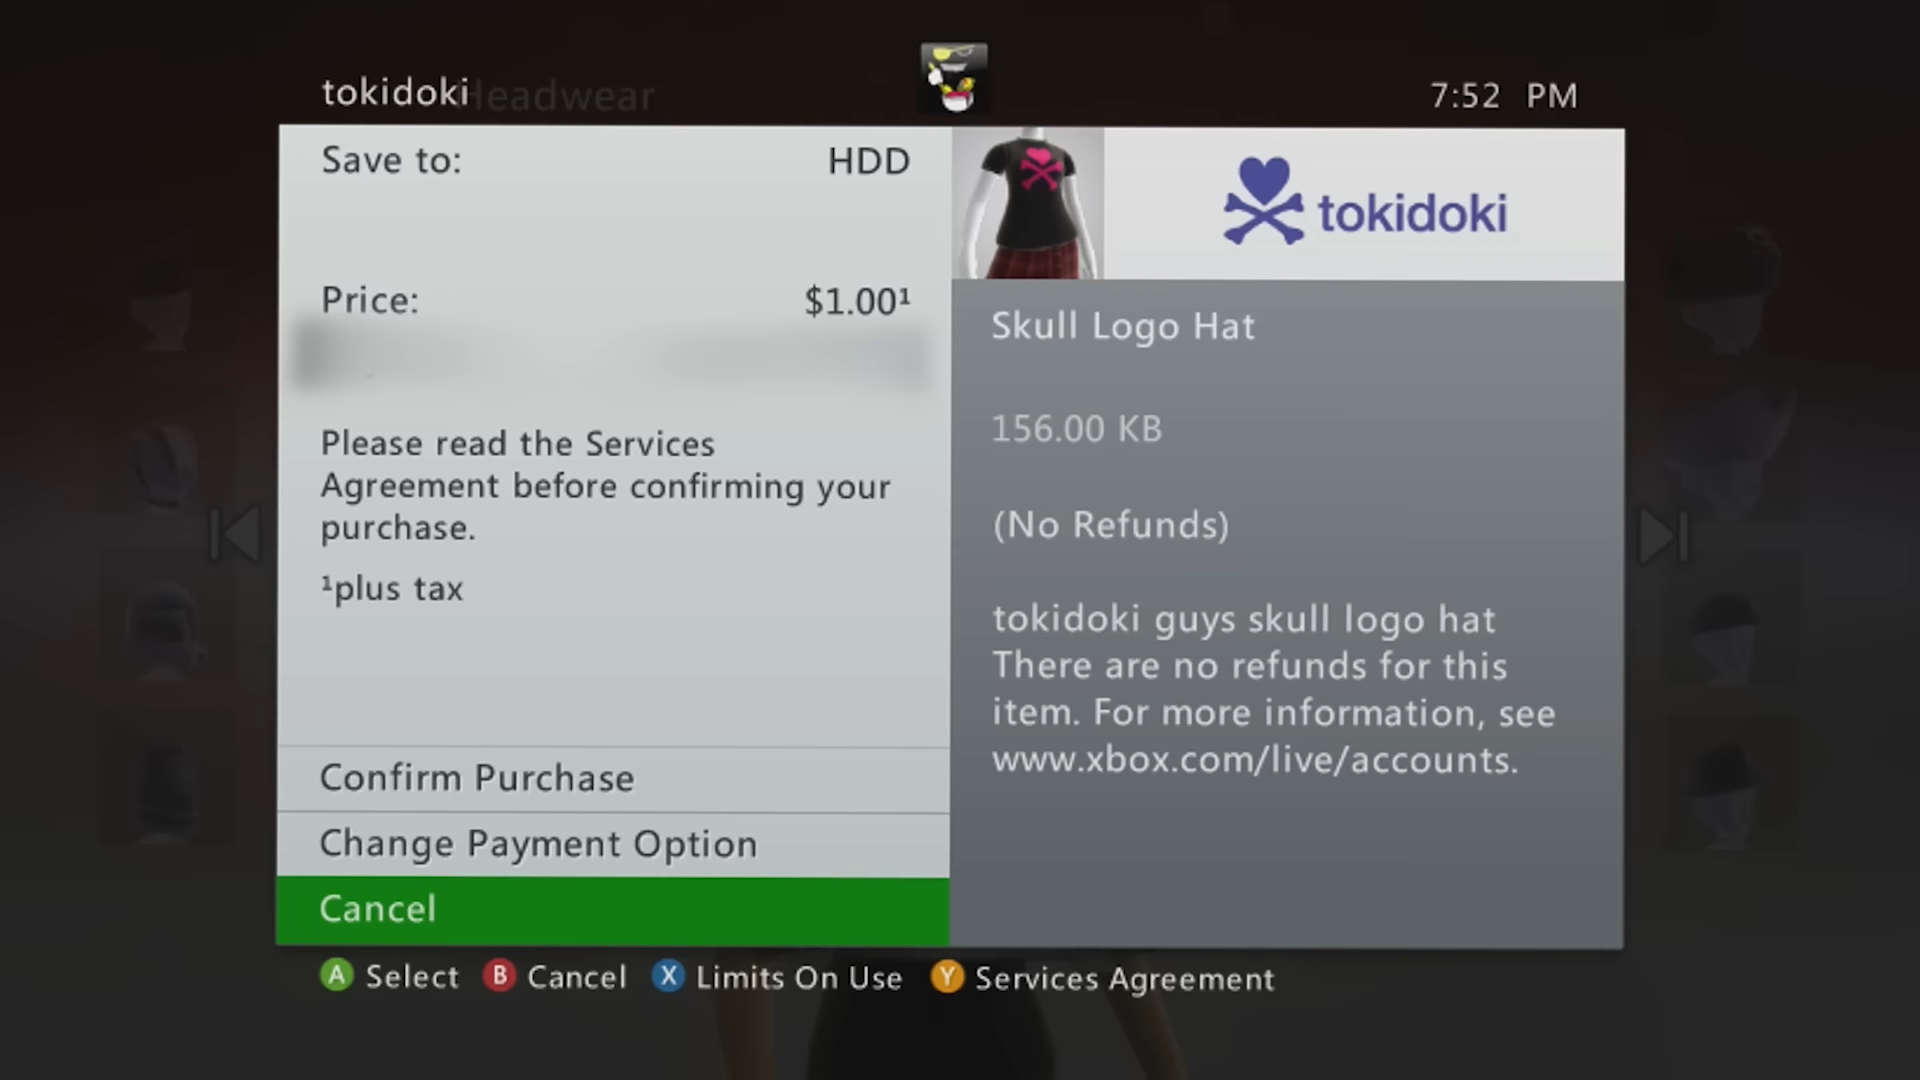 tokidoki
Headwear
7:52 PM
Save to: HDD
Price: $1.00¹
Please read the Services
Agreement before confirming your
purchase.
¹plus tax
Confirm Purchase
Change Payment Option
Cancel
tokidoki
Skull Logo Hat
156.00 KB
(No Refunds)
tokidoki guys skull logo hat
There are no refunds for this
item. For more information, see
www.xbox.com/live/accounts.
A Select B Cancel X Limits On Use Y Services Agreement